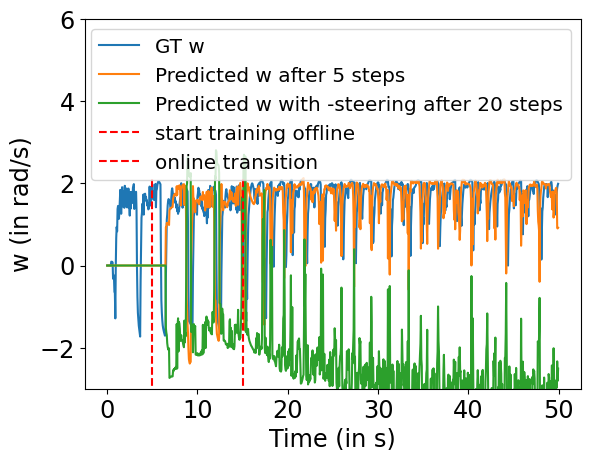 6
4
2
0
−2
w (in rad/s)
GT w
Predicted w after 5 steps
Predicted w with -steering after 20 steps
start training offline
online transition
0 10 20 30 40 50
Time (in s)